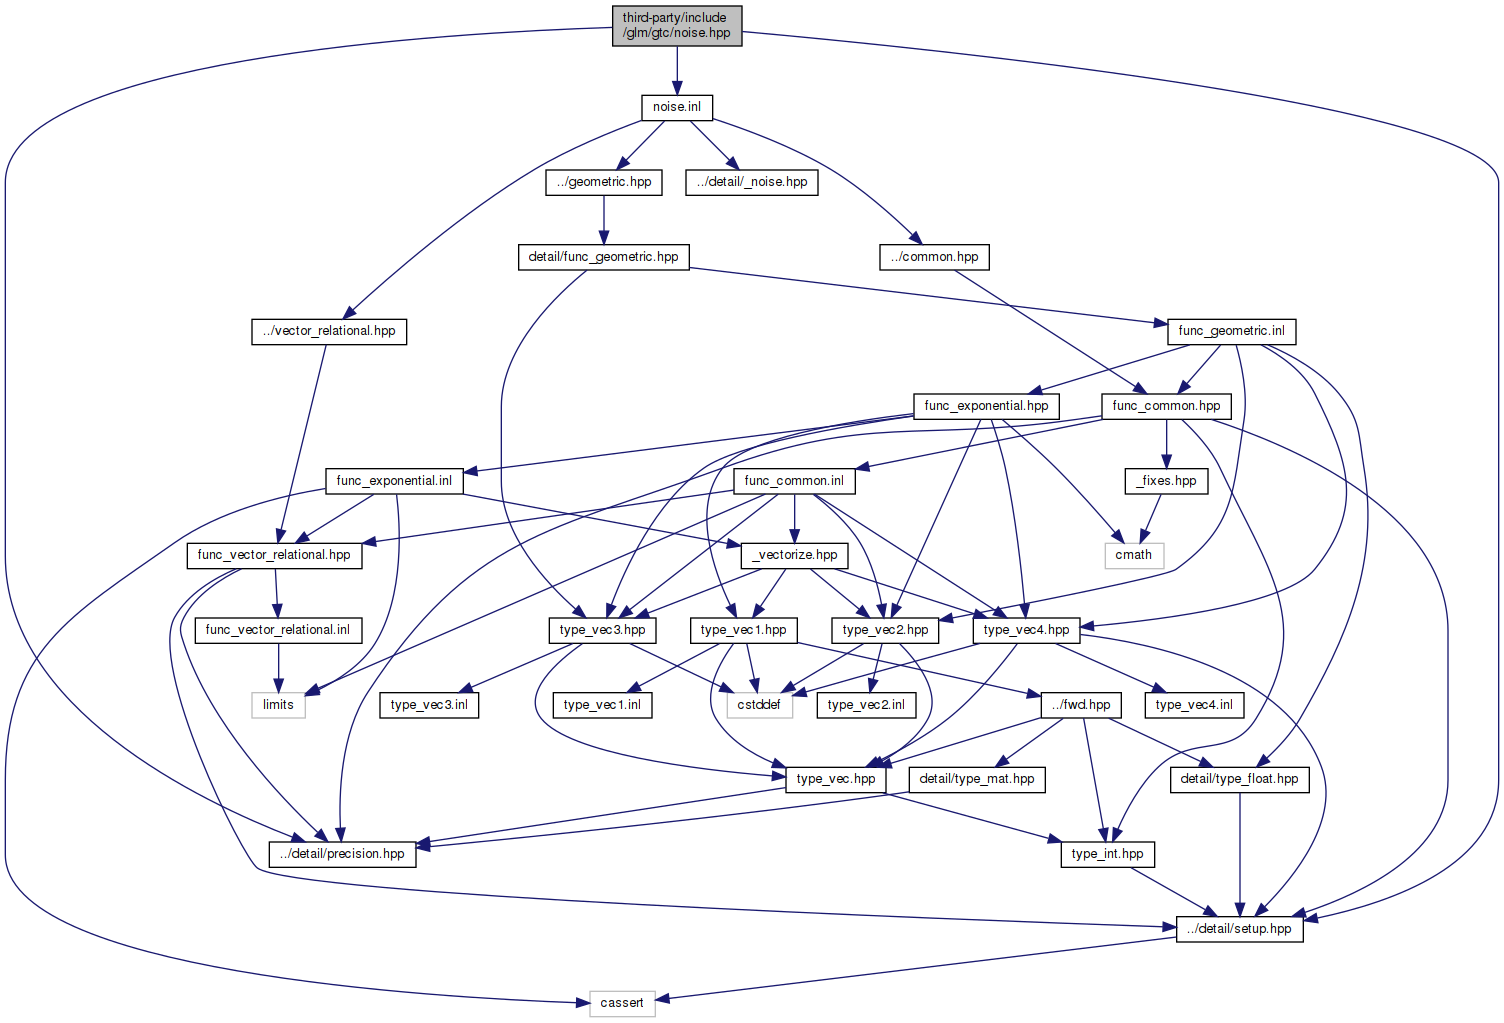 third-party/include
/glm/gtc/noise.hpp
noise.inl
../geometric.hpp
../detail/_noise.hpp
detail/func_geometric.hpp
../common.hpp
../vector_relational.hpp
func_geometric.inl
func_exponential.hpp
func_common.hpp
func_exponential.inl
func_common.inl
_fixes.hpp
func_vector_relational.hpp
_vectorize.hpp
cmath
func_vector_relational.inl
type_vec3.hpp
type_vec1.hpp
type_vec2.hpp
type_vec4.hpp
limits
type_vec3.inl
type_vec1.inl
cstddef
type_vec2.inl
../fwd.hpp
type_vec4.inl
type_vec.hpp
detail/type_mat.hpp
detail/type_float.hpp
../detail/precision.hpp
type_int.hpp
../detail/setup.hpp
cassert